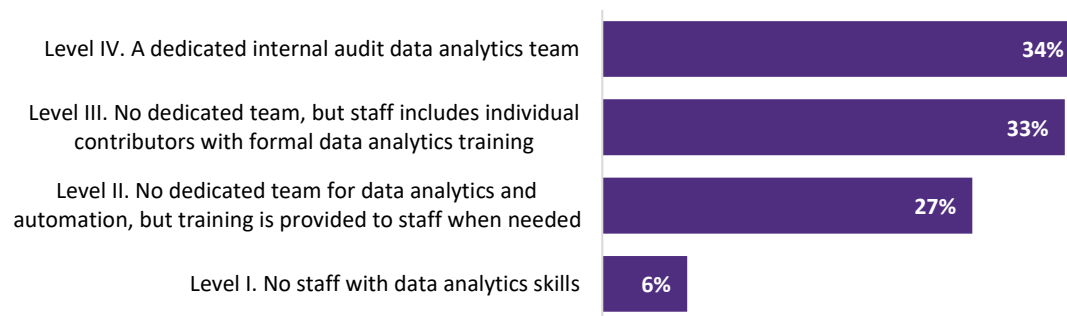 Level IV. A dedicated internal audit data analytics team
34%
Level III. No dedicated team, but staff includes individual
contributors with formal data analytics training
33%
Level II. No dedicated team for data analytics and
automation, but training is provided to staff when needed
27%
Level I. No staff with data analytics skills
6%